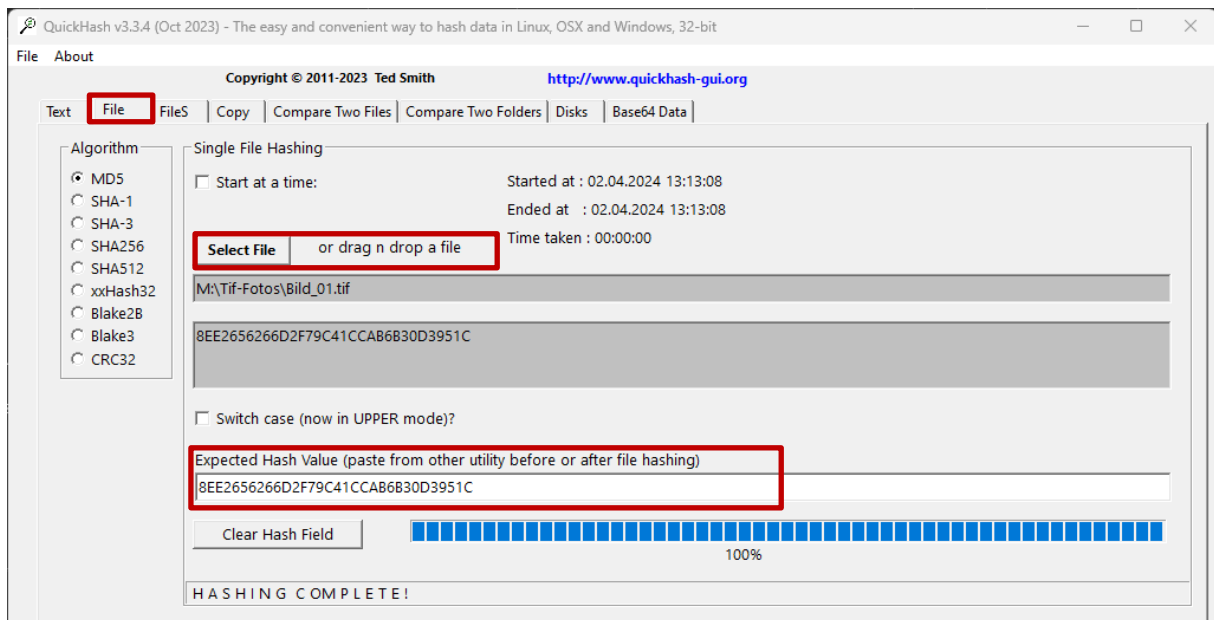 QuickHash v3.3.4 (Oct 2023) - The easy and convenient way to hash data in Linux, OSX and Windows, 32-bit
File About
Copyright © 2011-2023 Ted Smith http://www.quickhash-gui.org
Text File FileS Copy Compare Two Files Compare Two Folders Disks Base64 Data
Algorithm
MD5
SHA-1
SHA-3
SHA256
SHA512
xxHash32
Blake2B
Blake3
CRC32
Single File Hashing
Start at a time:
Started at : 02.04.2024 13:13:08
Ended at : 02.04.2024 13:13:08
Time taken : 00:00:00
Select File or drag n drop a file
M:\Tif-Fotos\Bild_01.tif
8EE2656266D2F79C41CCAB6B30D3951C
Switch case (now in UPPER mode)?
Expected Hash Value (paste from other utility before or after file hashing)
8EE2656266D2F79C41CCAB6B30D3951C
Clear Hash Field
100%
HASHING COMPLETE!